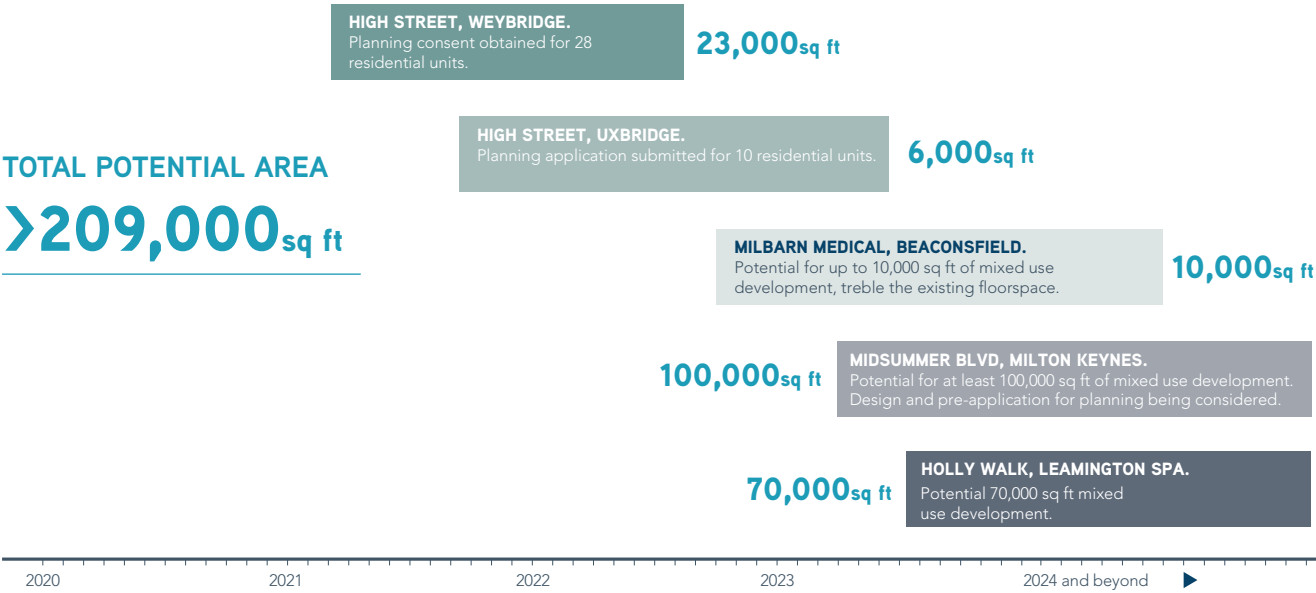 HIGH STREET, WEYBRIDGE.
Planning consent obtained for 28
residential units.
23,000sq ft
HIGH STREET, UXBRIDGE.
Planning application submitted for 10 residential units.
6,000sq ft
TOTAL POTENTIAL AREA
>209,000sq ft
MILBARN MEDICAL, BEACONSFIELD.
Potential for up to 10,000 sq ft of mixed use
development, treble the existing floorspace.
10,000sq ft
100,000sq ft
MIDSUMMER BLVD, MILTON KEYNES.
Potential for at least 100,000 sq ft of mixed use development.
Design and pre-application for planning being considered.
70,000sq ft
HOLLY WALK, LEAMINGTON SPA.
Potential 70,000 sq ft mixed
use development.
2020 2021 2022 2023 2024 and beyond